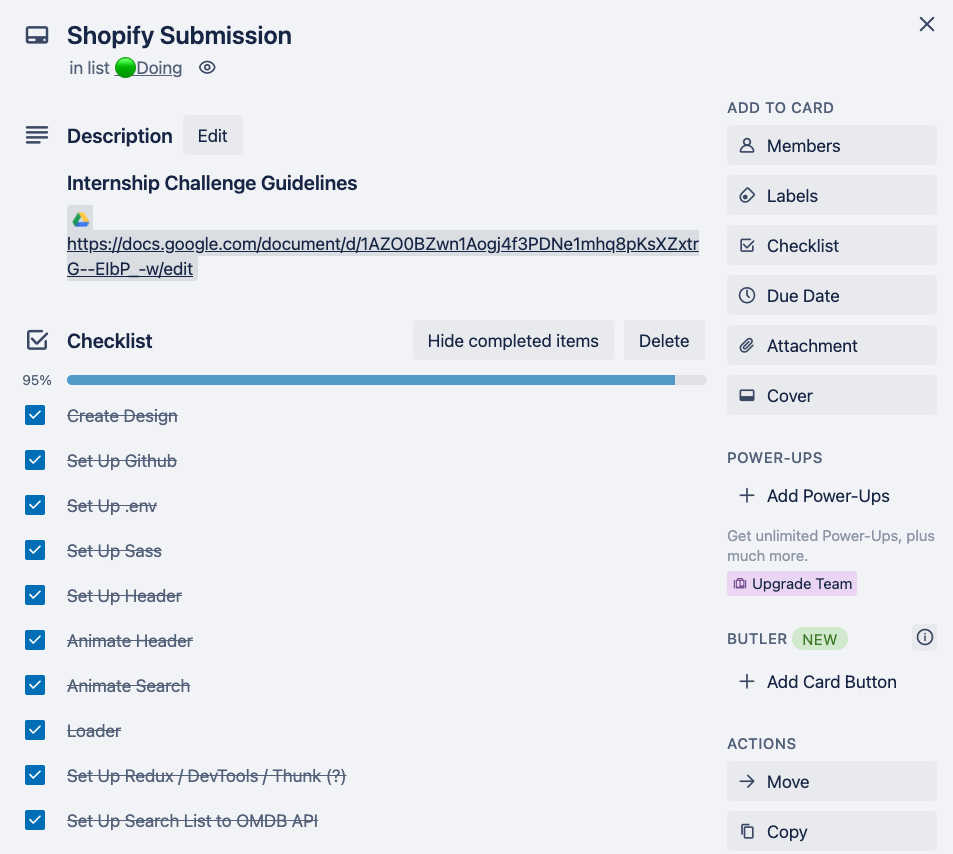 Shopify Submission
in list 🟢Doing
Description Edit
Internship Challenge Guidelines
https://docs.google.com/document/d/1AZO0BZwn1Aogj4f3PDNe1mhq8pKsXZxtr
G--EIbP_-w/edit
Checklist Hide completed items Delete
95%
Create Design
Set Up Github
Set Up .env
Set Up Sass
Set Up Header
Animate Header
Animate Search
Loader
Set Up Redux / DevTools / Thunk (?)
Set Up Search List to OMDB API
ADD TO CARD
Members
Labels
Checklist
Due Date
Attachment
Cover
POWER-UPS
Add Power-Ups
Get unlimited Power-Ups, plus
much more.
Upgrade Team
BUTLER NEW
Add Card Button
ACTIONS
Move
Copy